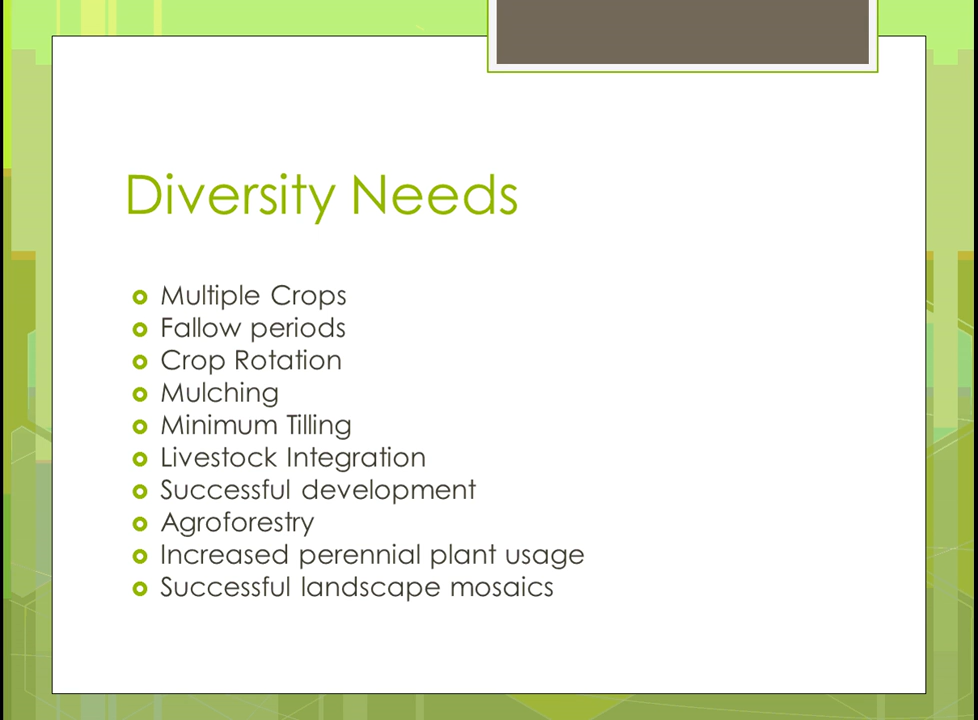 Diversity Needs
Multiple Crops
Fallow periods
Crop Rotation
Mulching
Minimum Tilling
Livestock Integration
Successful development
Agroforestry
Increased perennial plant usage
Successful landscape mosaics